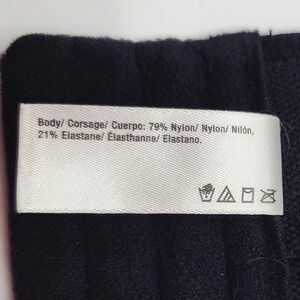 Body/ Corsage/ Cuerpo: 79% Nylon/ Nylon/ Nilón,
21% Elastane/ Élasthanne/ Elastano.